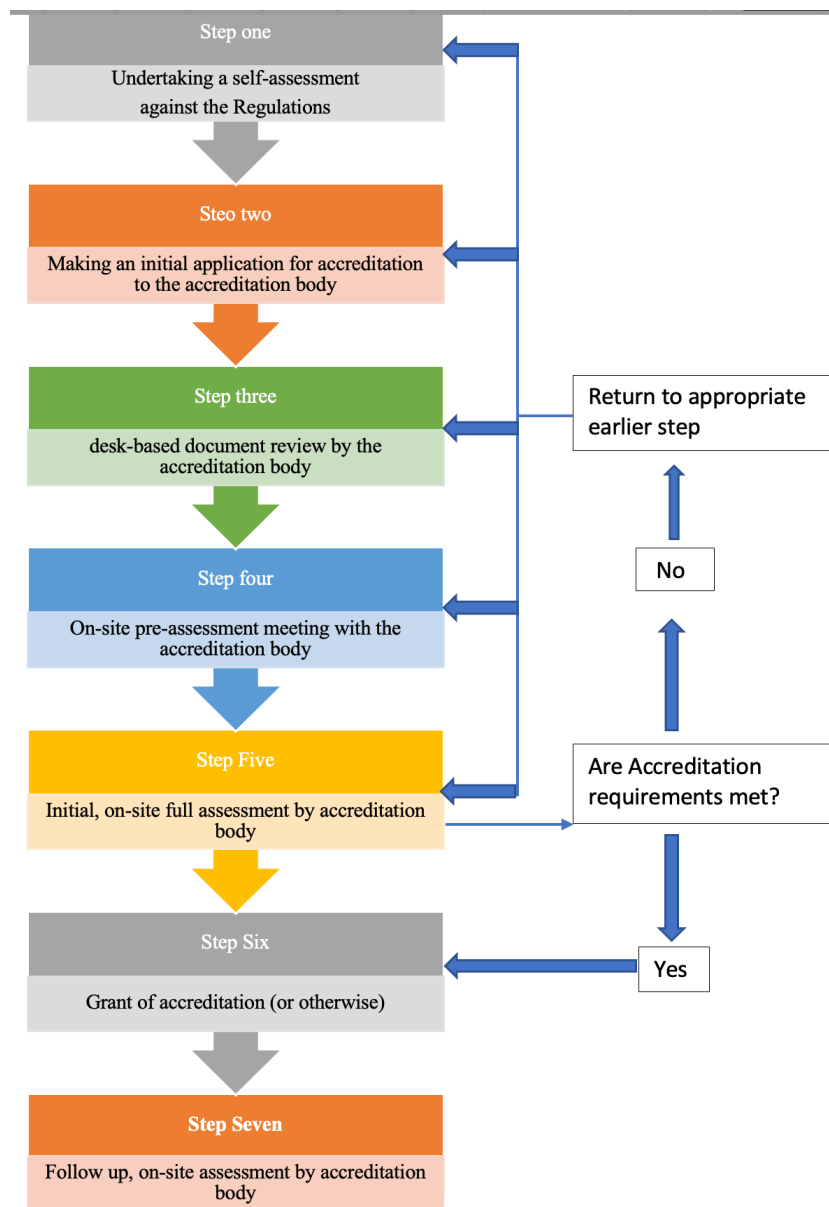 Step one
Undertaking a self-assessment
against the Regulations
Steo two
Making an initial application for accreditation
to the accreditation body
Step three
desk-based document review by the
accreditation body
Return to appropriate
earlier step
No
Step four
On-site pre-assessment meeting with the
accreditation body
Step Five
Initial, on-site full assessment by accreditation
body
Are Accreditation
requirements met?
Step Six
Grant of accreditation (or otherwise)
Yes
Step Seven
Follow up, on-site assessment by accreditation
body